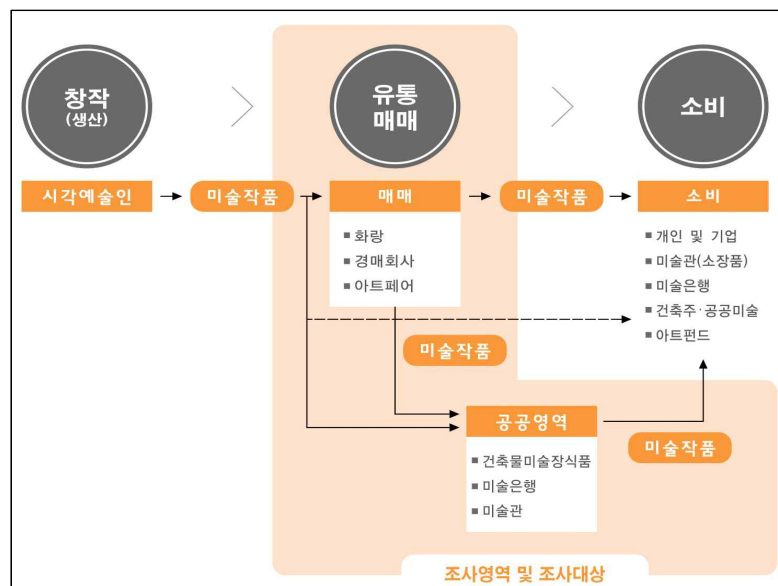 창작
(생산)
유통
매매
소비
시각예술인
미술작품
매매
미술작품
소비
■ 화랑
■ 경매회사
■ 아트페어
■ 개인 및 기업
■ 미술관(소장품)
■ 미술은행
■ 건축주·공공미술
■ 아트펀드
미술작품
공공영역
미술작품
■ 건축물미술장식품
■ 미술은행
■ 미술관
조사영역 및 조사대상